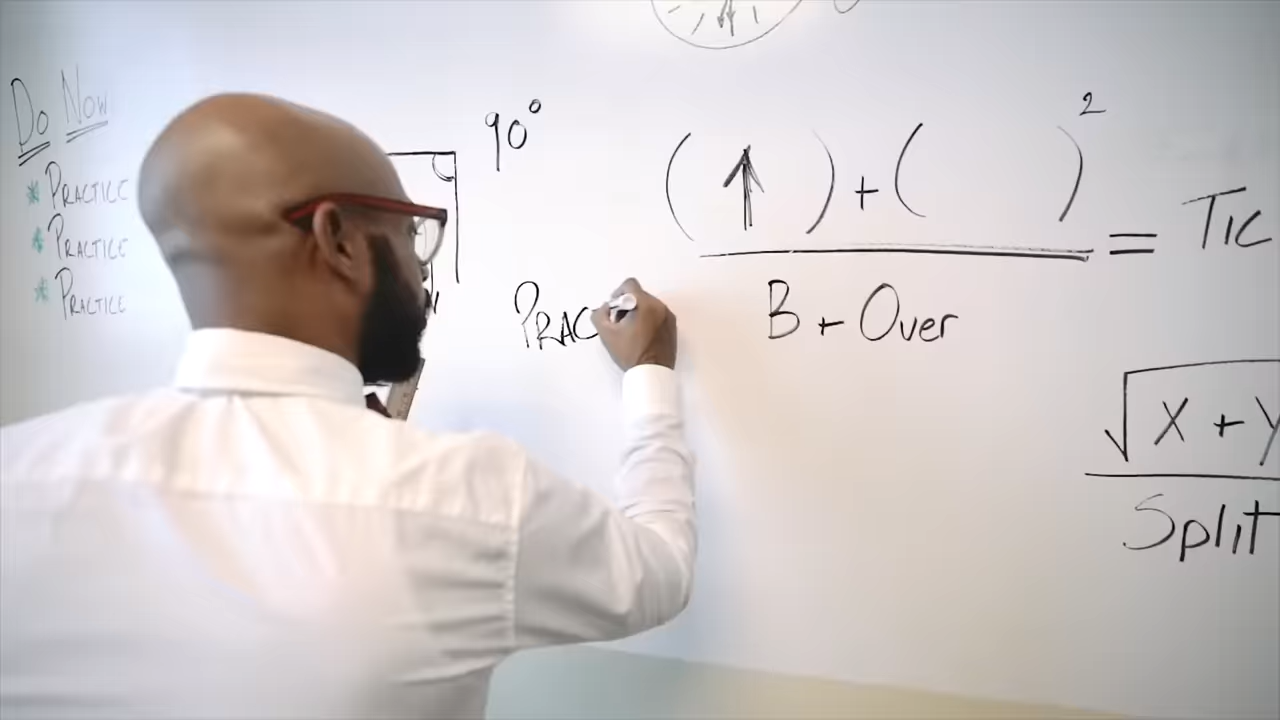 Do Now
PRACTICE
PRACTICE
PRACTICE
90°
PRAC
(↑) + ( )²
= TIC
B + Over
√X + Y
Split